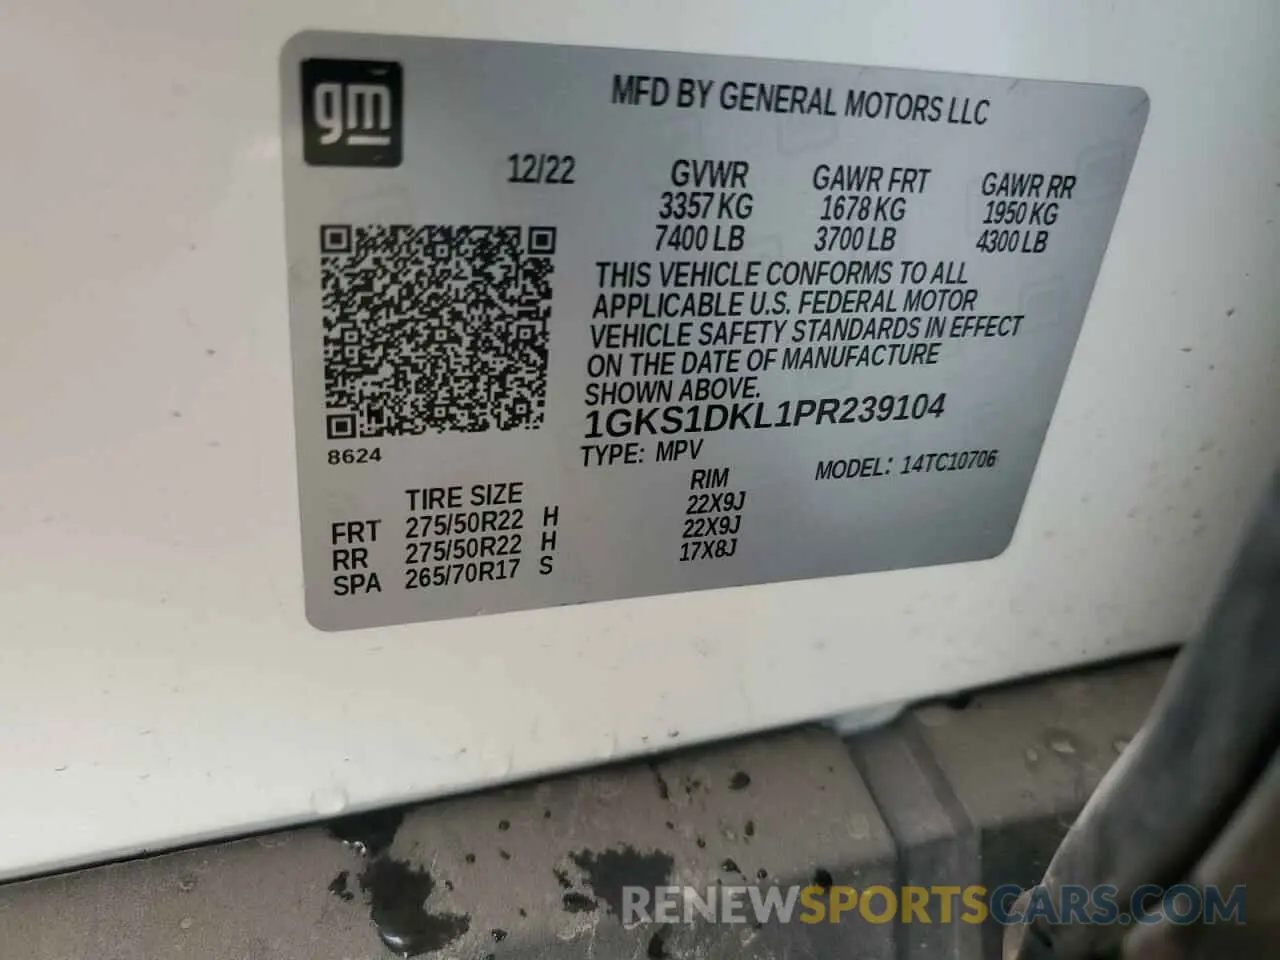 gm
MFD BY GENERAL MOTORS LLC
12/22 GVWR GAWR FRT GAWR RR
3357 KG 1678 KG 1950 KG
7400 LB 3700 LB 4300 LB
THIS VEHICLE CONFORMS TO ALL
APPLICABLE U.S. FEDERAL MOTOR
VEHICLE SAFETY STANDARDS IN EFFECT
ON THE DATE OF MANUFACTURE
SHOWN ABOVE.
1GKS1DKL1PR239104
8624
TYPE: MPV MODEL: 14TC10706
TIRE SIZE RIM
FRT 275/50R22 H 22X9J
RR 275/50R22 H 22X9J
SPA 265/70R17 S 17X8J
RENEWSPORTSCARS.COM